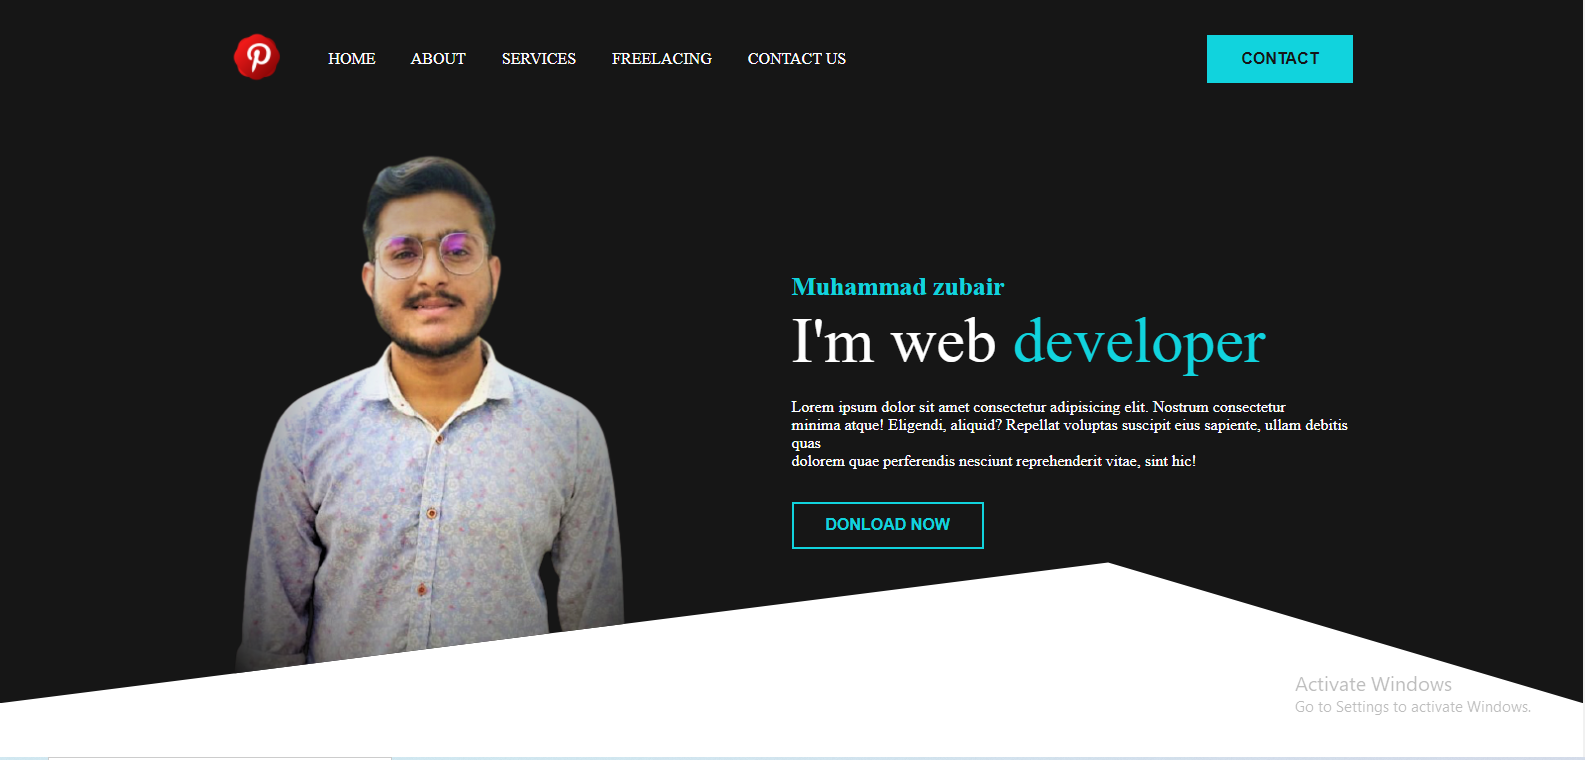 HOME ABOUT SERVICES FREELACING CONTACT US CONTACT
Muhammad zubair
I'm web developer
Lorem ipsum dolor sit amet consectetur adipisicing elit. Nostrum consectetur
minima atque! Eligendi, aliquid? Repellat voluptas suscipit eius sapiente, ullam debitis
quas
dolorem quae perferendis nesciunt reprehenderit vitae, sint hic!
DONLOAD NOW
Activate Windows
Go to Settings to activate Windows.